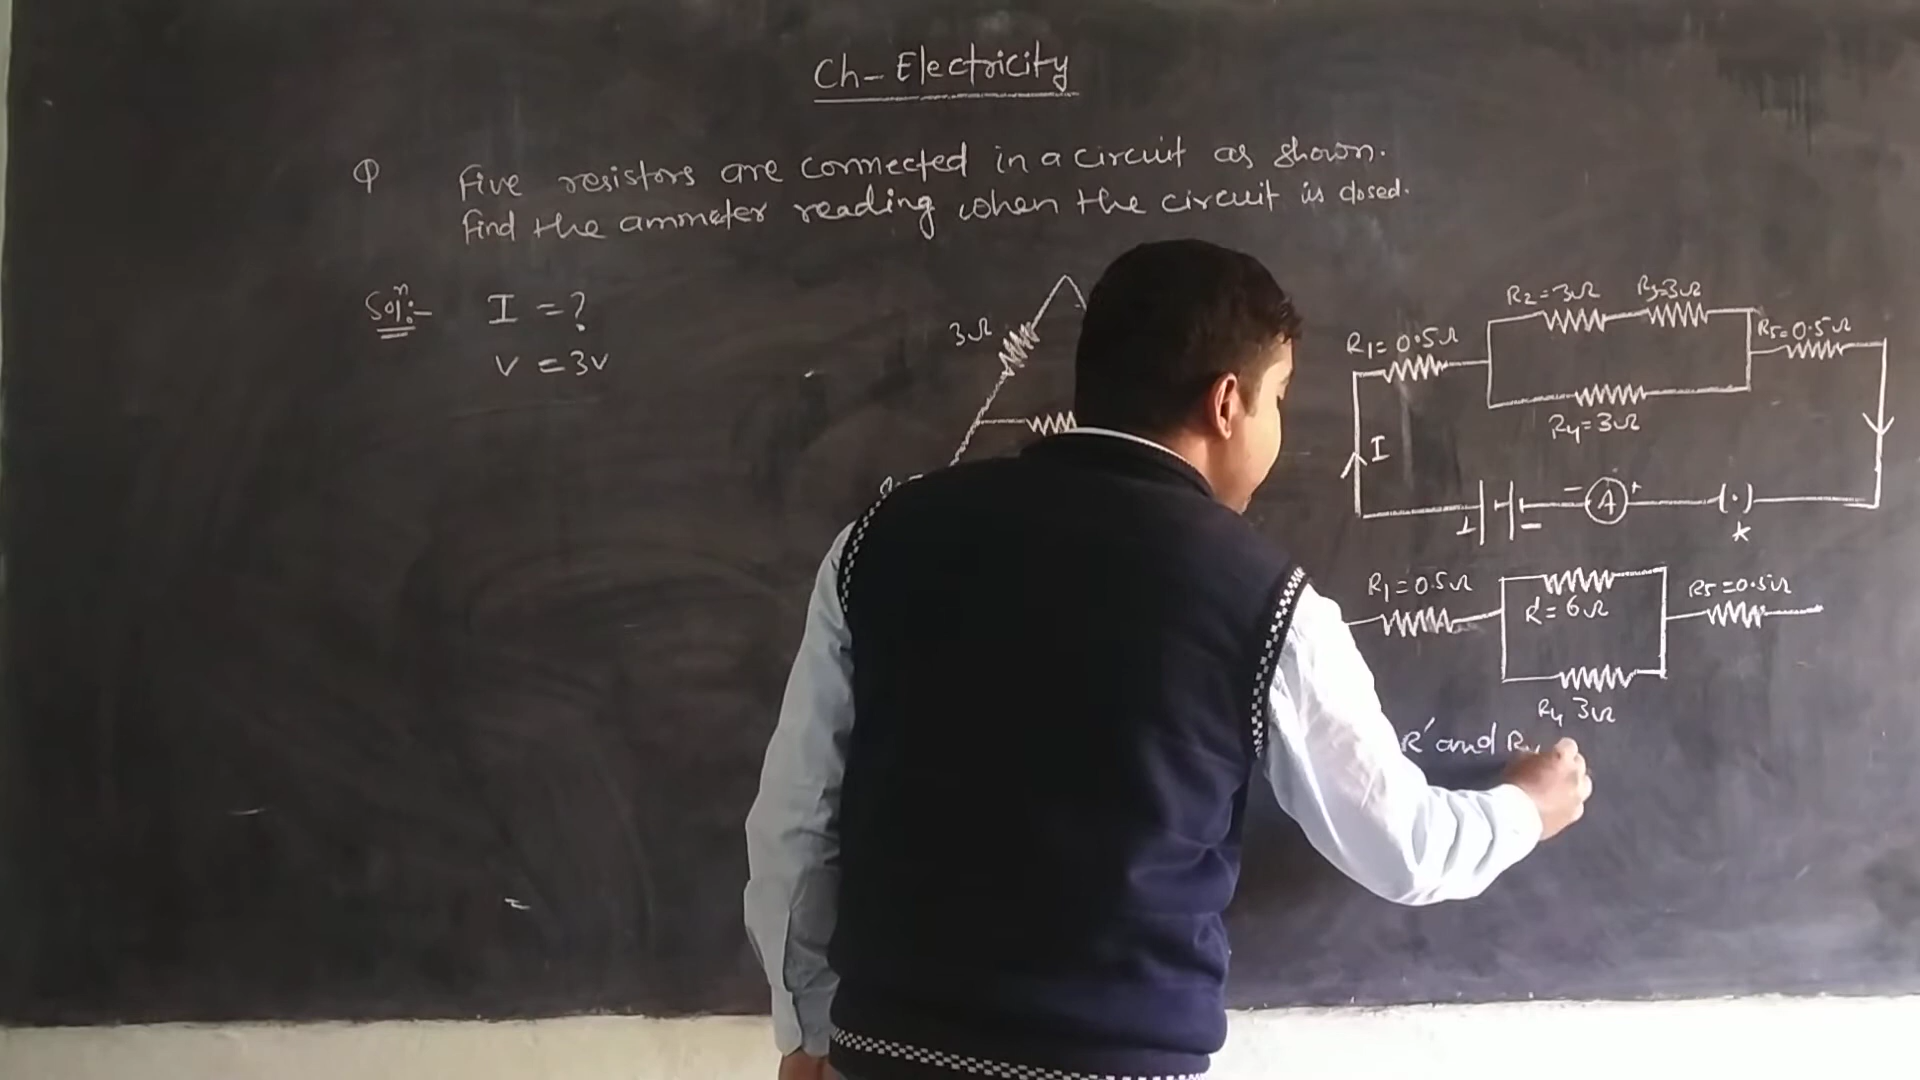 Ch- Electricity
Q Five resistors are connected in a circuit as shown.
find the ammeter reading when the circuit is closed.
Solⁿ:- I = ?
V = 3V
3Ω
R₁ = 0.5Ω
R₂ = 3Ω
R₃=3Ω
R₅=0.5Ω
R₄ = 3Ω
I
- A +
(·)
K
R₁ = 0.5Ω
R' = 6Ω
R₅ = 0.5Ω
R₄ 3Ω
R' and R₄